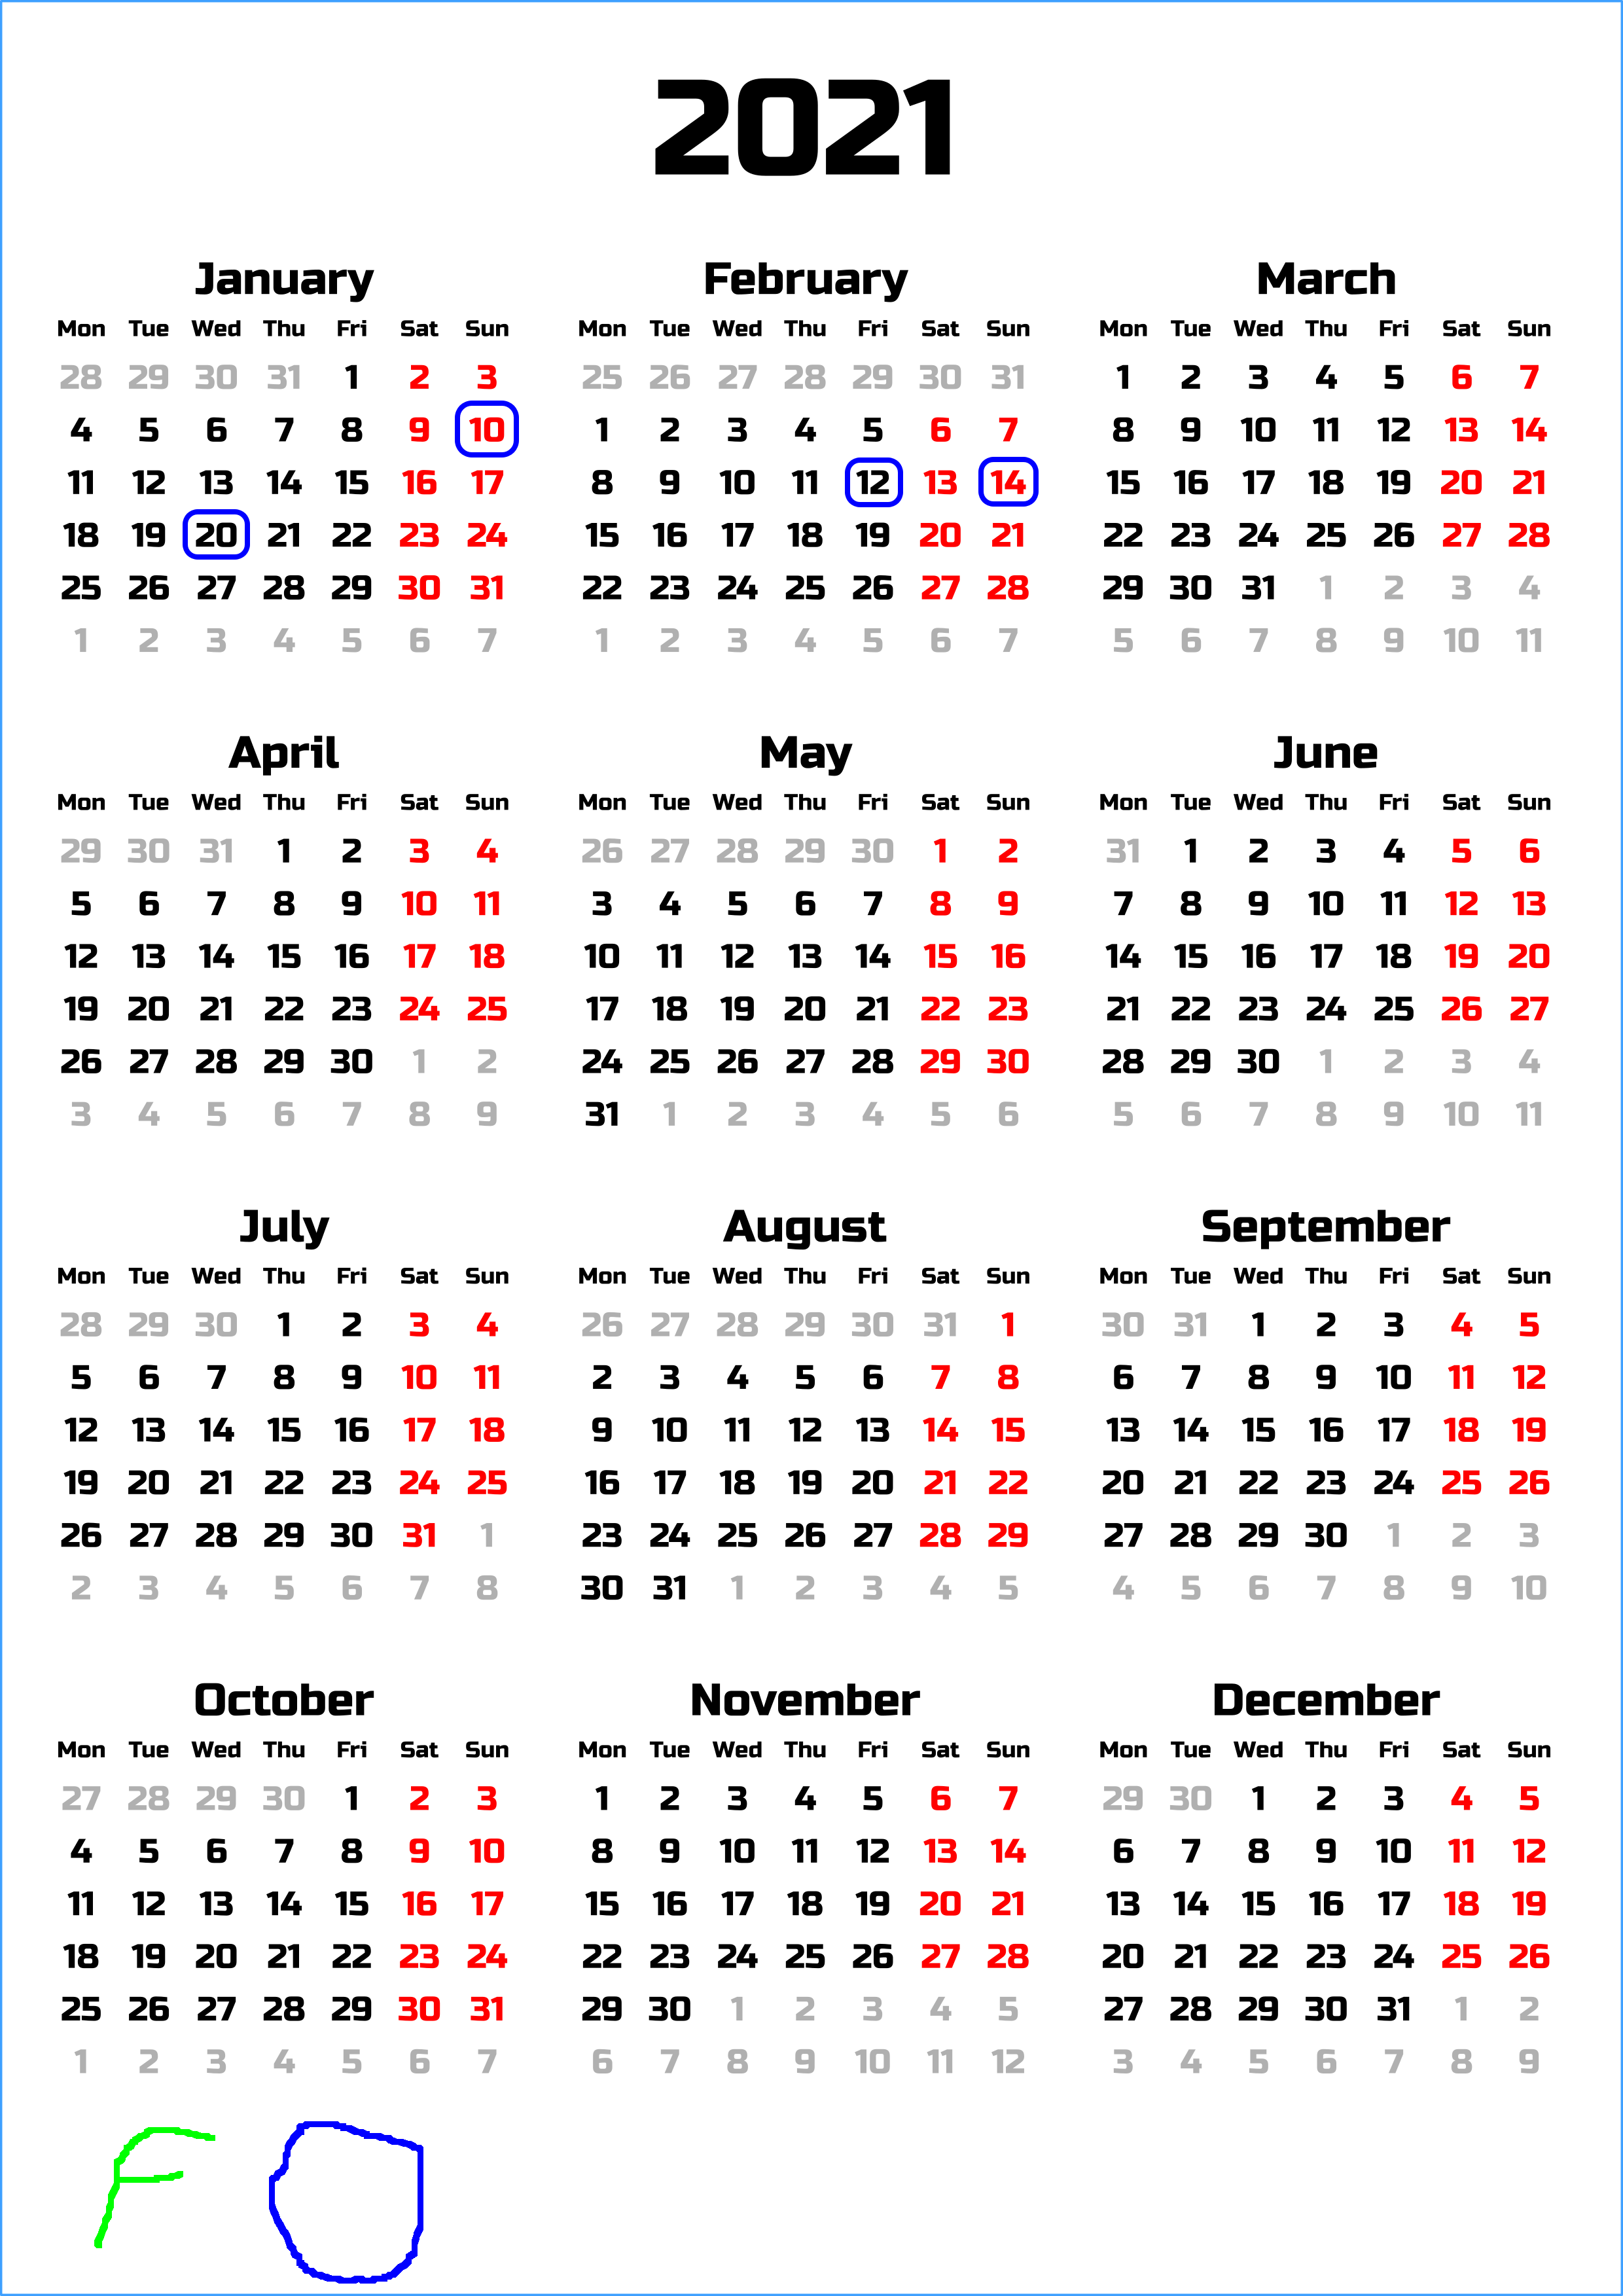 2021
January February March
Mon Tue Wed Thu Fri Sat Sun Mon Tue Wed Thu Fri Sat Sun Mon Tue Wed Thu Fri Sat Sun
28 29 30 31 1 2 3 25 26 27 28 29 30 31 1 2 3 4 5 6 7
4 5 6 7 8 9 10 1 2 3 4 5 6 7 8 9 10 11 12 13 14
11 12 13 14 15 16 17 8 9 10 11 12 13 14 15 16 17 18 19 20 21
18 19 20 21 22 23 24 15 16 17 18 19 20 21 22 23 24 25 26 27 28
25 26 27 28 29 30 31 22 23 24 25 26 27 28 29 30 31 1 2 3 4
1 2 3 4 5 6 7 1 2 3 4 5 6 7 5 6 7 8 9 10 11
April May June
Mon Tue Wed Thu Fri Sat Sun Mon Tue Wed Thu Fri Sat Sun Mon Tue Wed Thu Fri Sat Sun
29 30 31 1 2 3 4 26 27 28 29 30 1 2 31 1 2 3 4 5 6
5 6 7 8 9 10 11 3 4 5 6 7 8 9 7 8 9 10 11 12 13
12 13 14 15 16 17 18 10 11 12 13 14 15 16 14 15 16 17 18 19 20
19 20 21 22 23 24 25 17 18 19 20 21 22 23 21 22 23 24 25 26 27
26 27 28 29 30 1 2 24 25 26 27 28 29 30 28 29 30 1 2 3 4
3 4 5 6 7 8 9 31 1 2 3 4 5 6 5 6 7 8 9 10 11
July August September
Mon Tue Wed Thu Fri Sat Sun Mon Tue Wed Thu Fri Sat Sun Mon Tue Wed Thu Fri Sat Sun
28 29 30 1 2 3 4 26 27 28 29 30 31 1 30 31 1 2 3 4 5
5 6 7 8 9 10 11 2 3 4 5 6 7 8 6 7 8 9 10 11 12
12 13 14 15 16 17 18 9 10 11 12 13 14 15 13 14 15 16 17 18 19
19 20 21 22 23 24 25 16 17 18 19 20 21 22 20 21 22 23 24 25 26
26 27 28 29 30 31 1 23 24 25 26 27 28 29 27 28 29 30 1 2 3
2 3 4 5 6 7 8 30 31 1 2 3 4 5 4 5 6 7 8 9 10
October November December
Mon Tue Wed Thu Fri Sat Sun Mon Tue Wed Thu Fri Sat Sun Mon Tue Wed Thu Fri Sat Sun
27 28 29 30 1 2 3 1 2 3 4 5 6 7 29 30 1 2 3 4 5
4 5 6 7 8 9 10 8 9 10 11 12 13 14 6 7 8 9 10 11 12
11 12 13 14 15 16 17 15 16 17 18 19 20 21 13 14 15 16 17 18 19
18 19 20 21 22 23 24 22 23 24 25 26 27 28 20 21 22 23 24 25 26
25 26 27 28 29 30 31 29 30 1 2 3 4 5 27 28 29 30 31 1 2
1 2 3 4 5 6 7 6 7 8 9 10 11 12 3 4 5 6 7 8 9
F